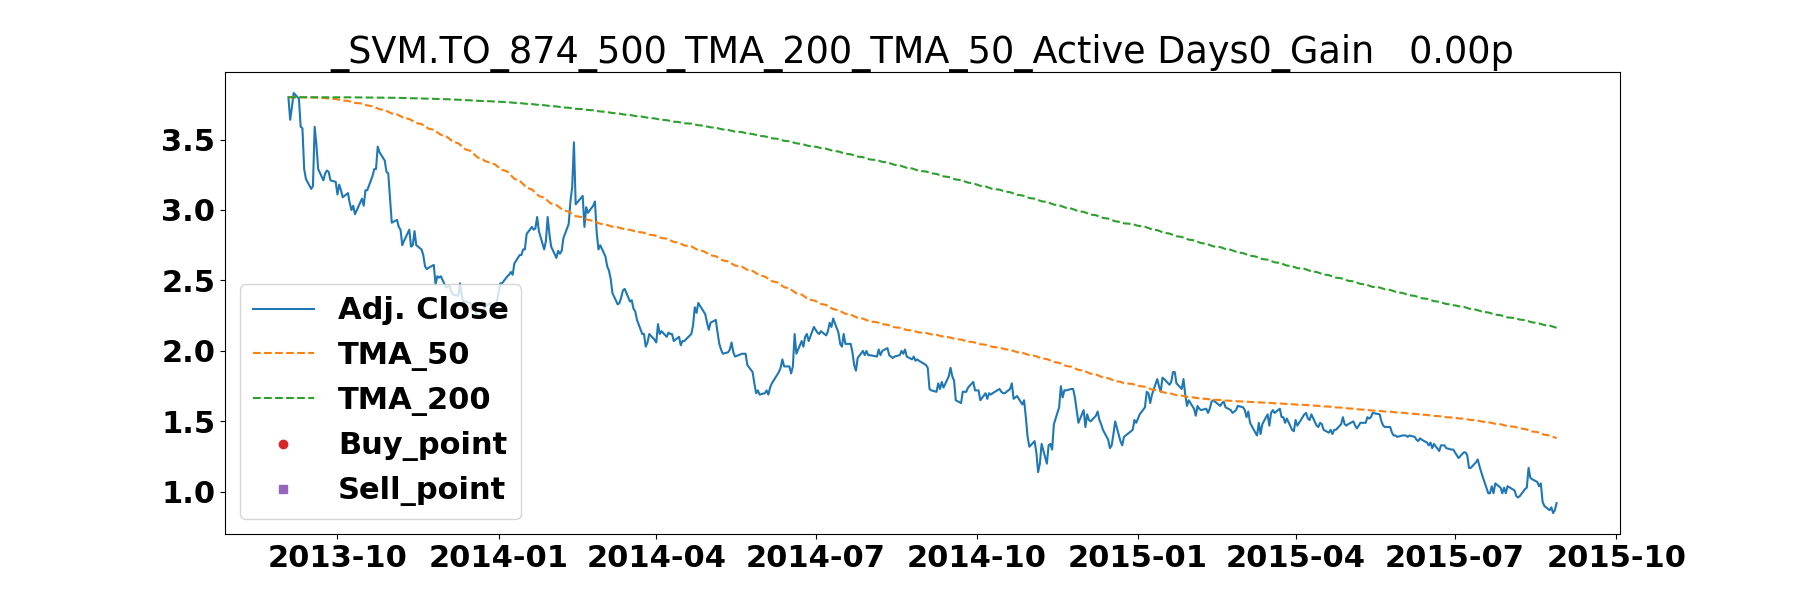 _SVM.TO_874_500_TMA_200_TMA_50_Active Days0_Gain   0.00p
3.5
3.0
2.5
2.0
1.5
1.0
Adj. Close
TMA_50
TMA_200
Buy_point
Sell_point
2013-10 2014-01 2014-04 2014-07 2014-10 2015-01 2015-04 2015-07 2015-10